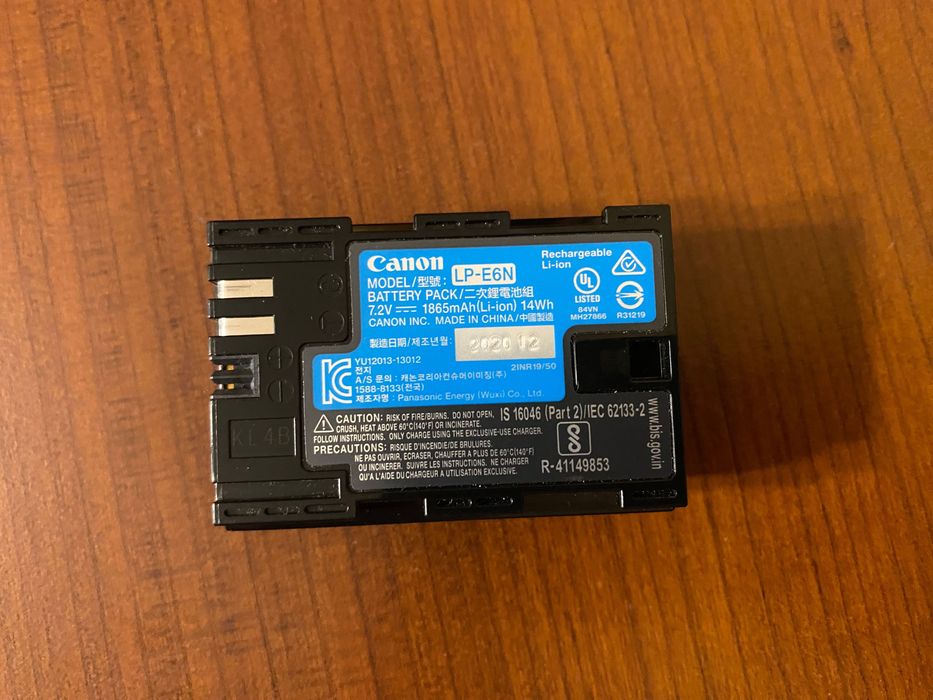 Canon
MODEL/型號: LP-E6N
BATTERY PACK/二次鋰電池組
7.2V 1865mAh(Li-ion) 14Wh
CANON INC. MADE IN CHINA/中國製造
Rechargeable
Li-ion
UL
LISTED
84VN
MH27866
R31219
製造日期/제조년월:
202012
YU12013-13012
전지
2INR19/50
A/S 문의 : 캐논코리아컨슈머이미징(주)
1588-8133(전국)
제조자명 : Panasonic Energy (Wuxi) Co., Ltd.
CAUTION: RISK OF FIRE/BURNS. DO NOT OPEN,
CRUSH, HEAT ABOVE 60°C(140°F) OR INCINERATE.
FOLLOW INSTRUCTIONS. ONLY CHARGE USING THE EXCLUSIVE-USE CHARGER.
PRECAUTIONS: RISQUE D'INCENDIE/DE BRULURES.
NE PAS OUVRIR, ECRASER, CHAUFFER A PLUS DE 60°C(140°F)
OU INCINERER. SUIVRE LES INSTRUCTIONS. NE CHARGER
QU'A L'AIDE DU CHARGEUR A UTILISATION EXCLUSIVE.
IS 16046 (Part 2)/IEC 62133-2
R-41149853
www.bis.gov.in
KL4B